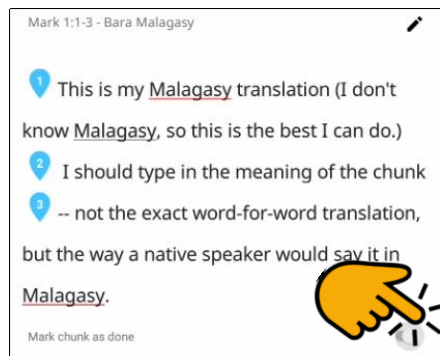 Mark 1:1-3 - Bara Malagasy
1 This is my Malagasy translation (I don't
know Malagasy, so this is the best I can do.)
2 I should type in the meaning of the chunk
3 -- not the exact word-for-word translation,
but the way a native speaker would say it in
Malagasy.
Mark chunk as done